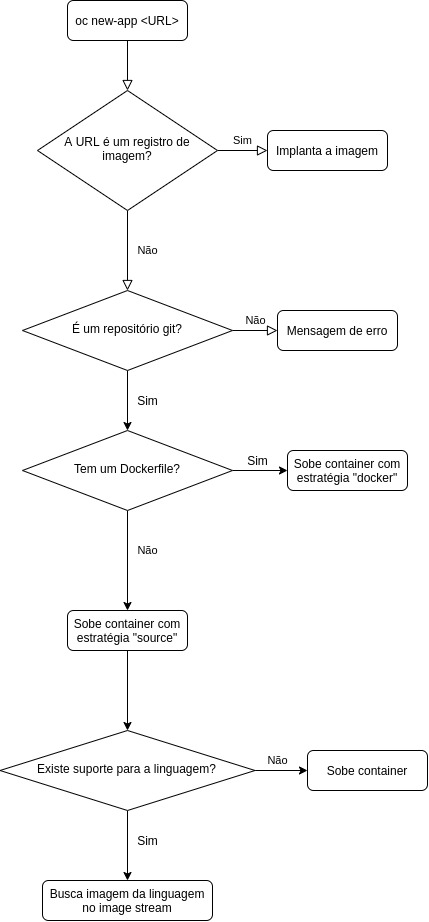 oc new-app <URL>
A URL é um registro de
imagem?
Sim
Implanta a imagem
Não
É um repositório git?
Não
Mensagem de erro
Sim
Tem um Dockerfile?
Sim
Sobe container com
estratégia "docker"
Não
Sobe container com
estratégia "source"
Existe suporte para a linguagem?
Não
Sobe container
Sim
Busca imagem da linguagem
no image stream